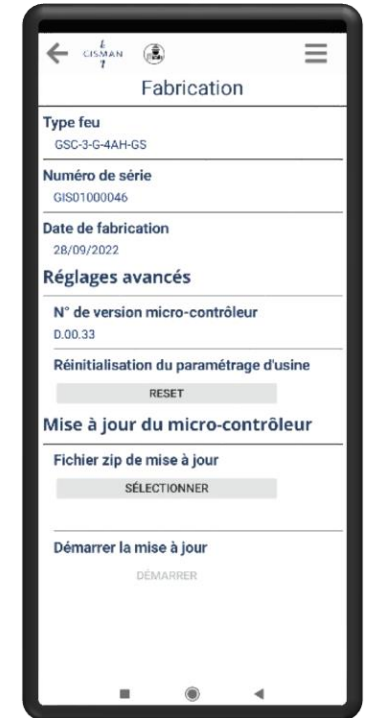 GISMAN
Fabrication
Type feu
GSC-3-G-4AH-GS
Numéro de série
GIS01000046
Date de fabrication
28/09/2022
Réglages avancés
N° de version micro-contrôleur
D.00.33
Réinitialisation du paramétrage d'usine
RESET
Mise à jour du micro-contrôleur
Fichier zip de mise à jour
SÉLECTIONNER
Démarrer la mise à jour
DÉMARRER